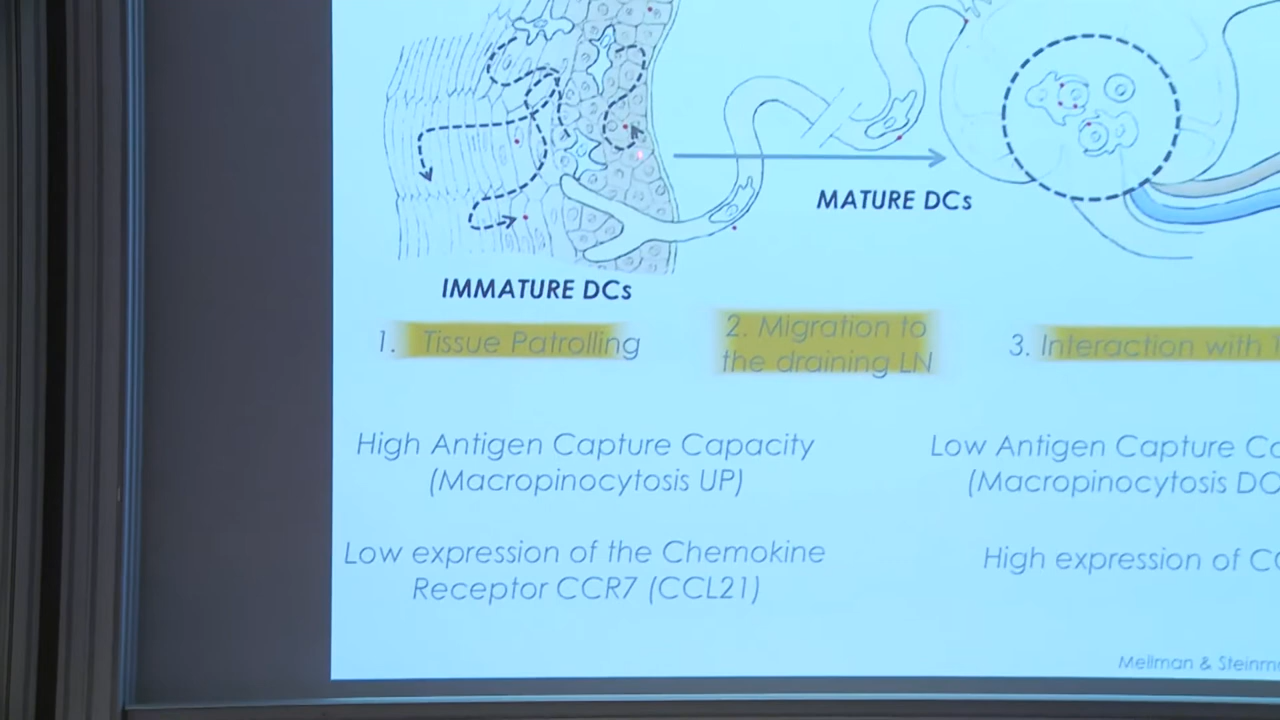 MATURE DCs
IMMATURE DCs
1. Tissue Patrolling
2. Migration to
the draining LN
3. Interaction with
High Antigen Capture Capacity
(Macropinocytosis UP)
Low Antigen Capture
(Macropinocytosis
Low expression of the Chemokine
Receptor CCR7 (CCL21)
High expression of
Mellman &